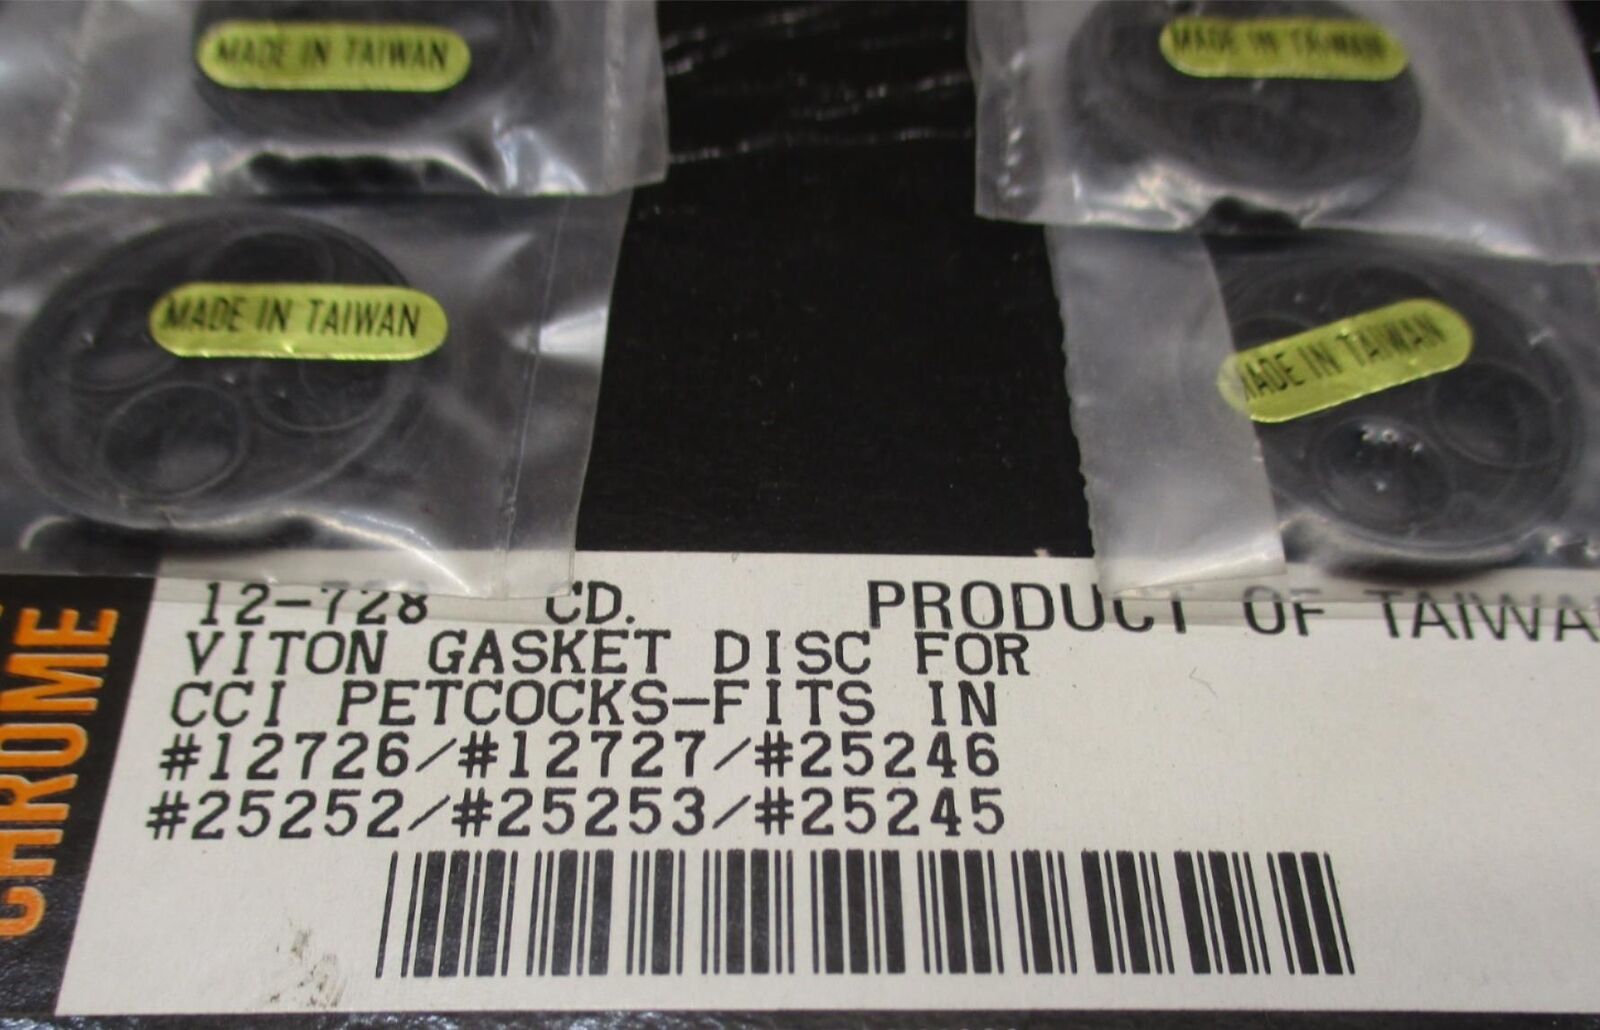 MADE IN TAIWAN
MADE IN TAIWAN
MADE IN TAIWAN
MADE IN TAIWAN
12-728 CD. PRODUCT OF TAIWA
VITON GASKET DISC FOR
CCI PETCOCKS-FITS IN
#12726/#12727/#25246
#25252/#25253/#25245
CHROME